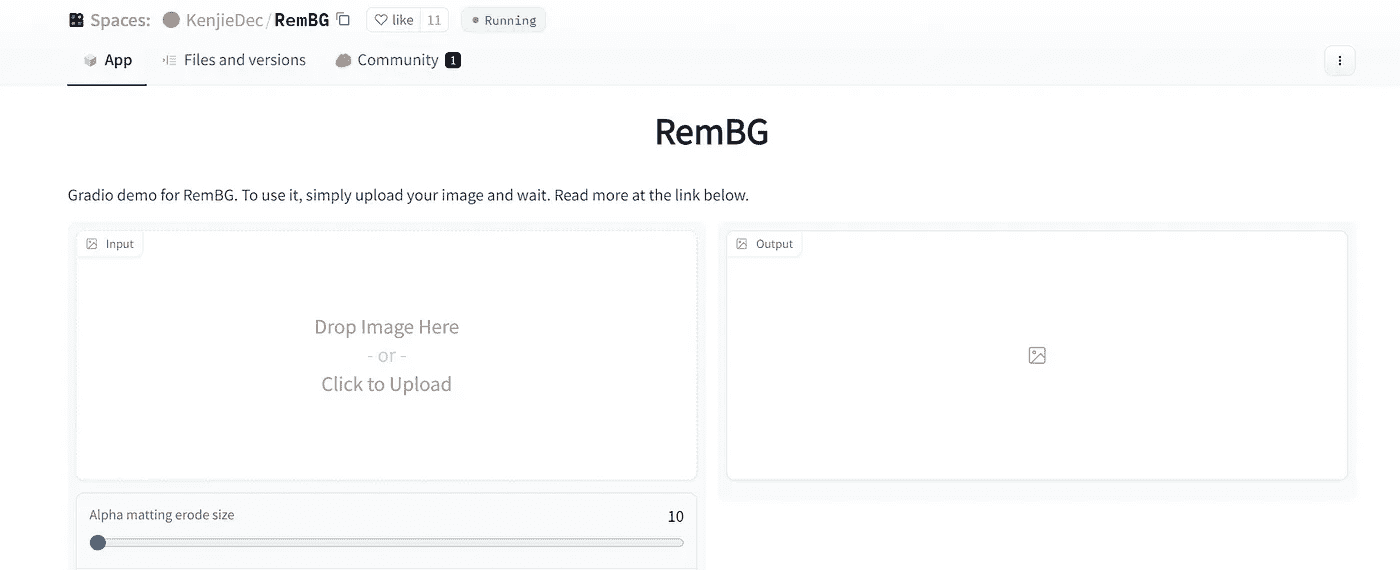 Spaces: KenjieDec/RemBG like 11 Running
App Files and versions Community 1
RemBG
Gradio demo for RemBG. To use it, simply upload your image and wait. Read more at the link below.
Input
Drop Image Here
- or -
Click to Upload
Output
Alpha matting erode size 10